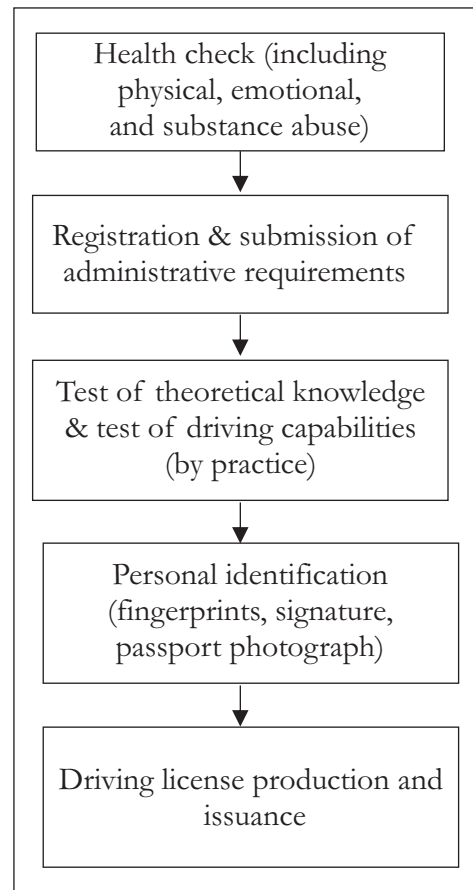 Health check (including
physical, emotional,
and substance abuse)
Registration & submission of
administrative requirements
Test of theoretical knowledge
& test of driving capabilities
(by practice)
Personal identification
(fingerprints, signature,
passport photograph)
Driving license production and
issuance